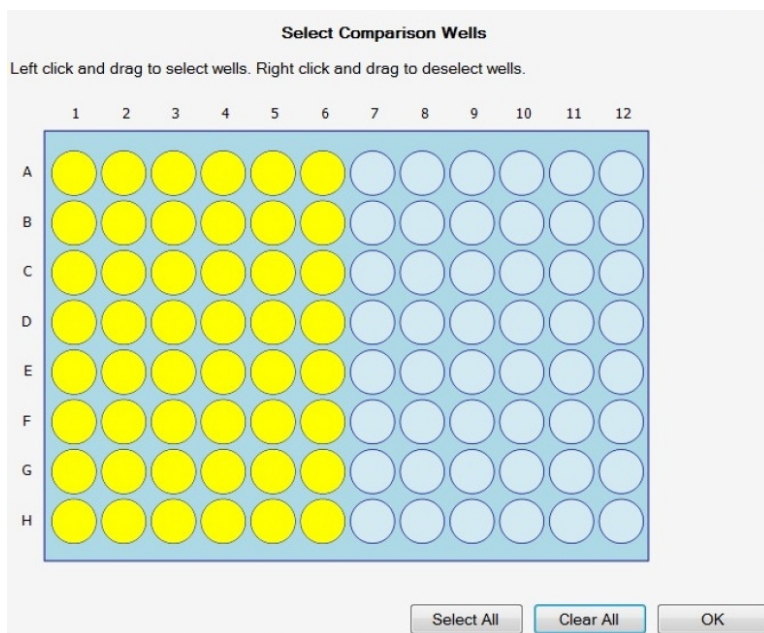 Select Comparison Wells
Left click and drag to select wells. Right click and drag to deselect wells.
1 2 3 4 5 6 7 8 9 10 11 12
A
B
C
D
E
F
G
H
Select All Clear All OK